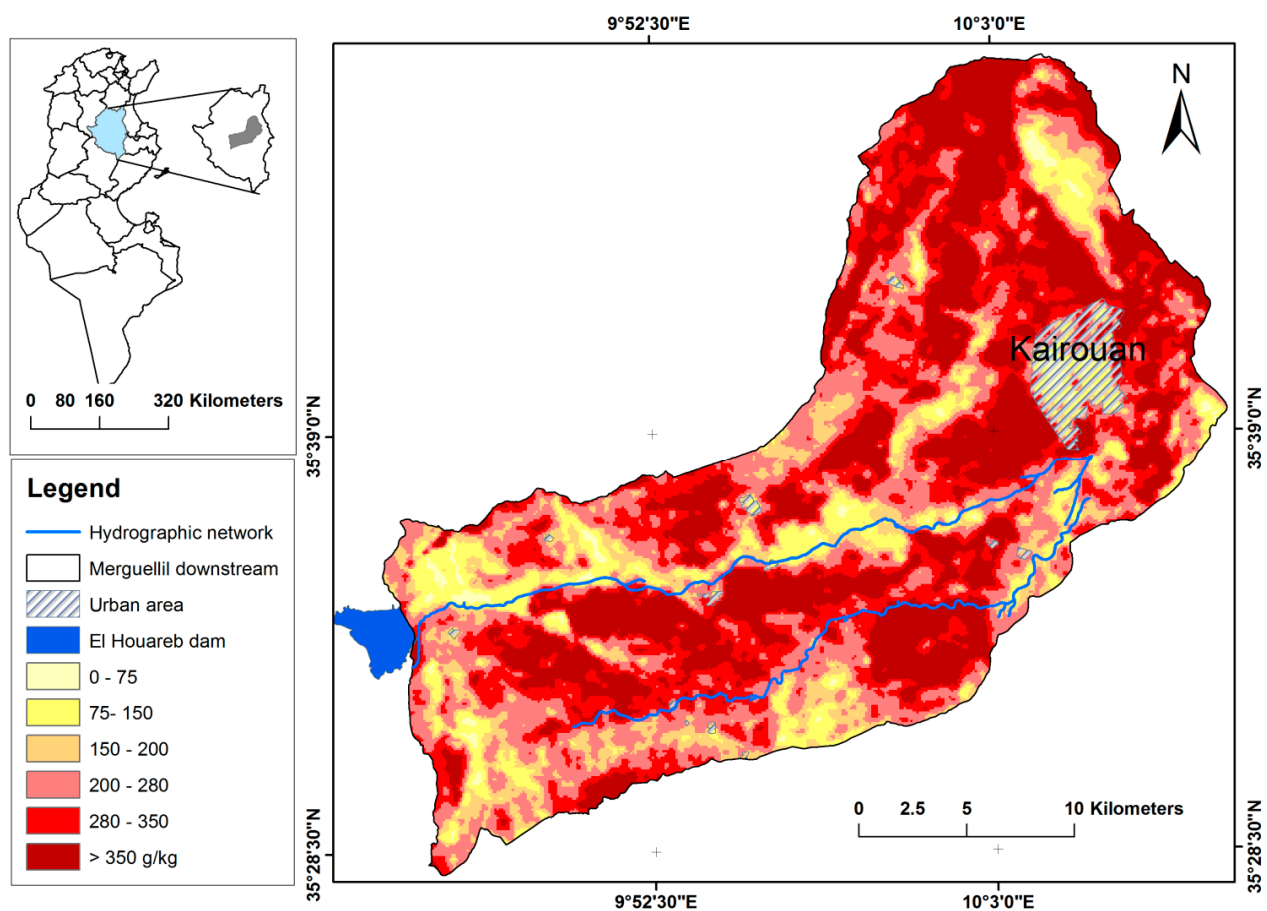 9°52'30"E
10°3'0"E
N
Kairouan
0 80 160 320 Kilometers
35°39'0"N
35°39'0"N
Legend
Hydrographic network
Merguellil downstream
Urban area
El Houareb dam
0 - 75
75- 150
150 - 200
200 - 280
280 - 350
> 350 g/kg
0 2.5 5 10 Kilometers
35°28'30"N
35°28'30"N
9°52'30"E
10°3'0"E